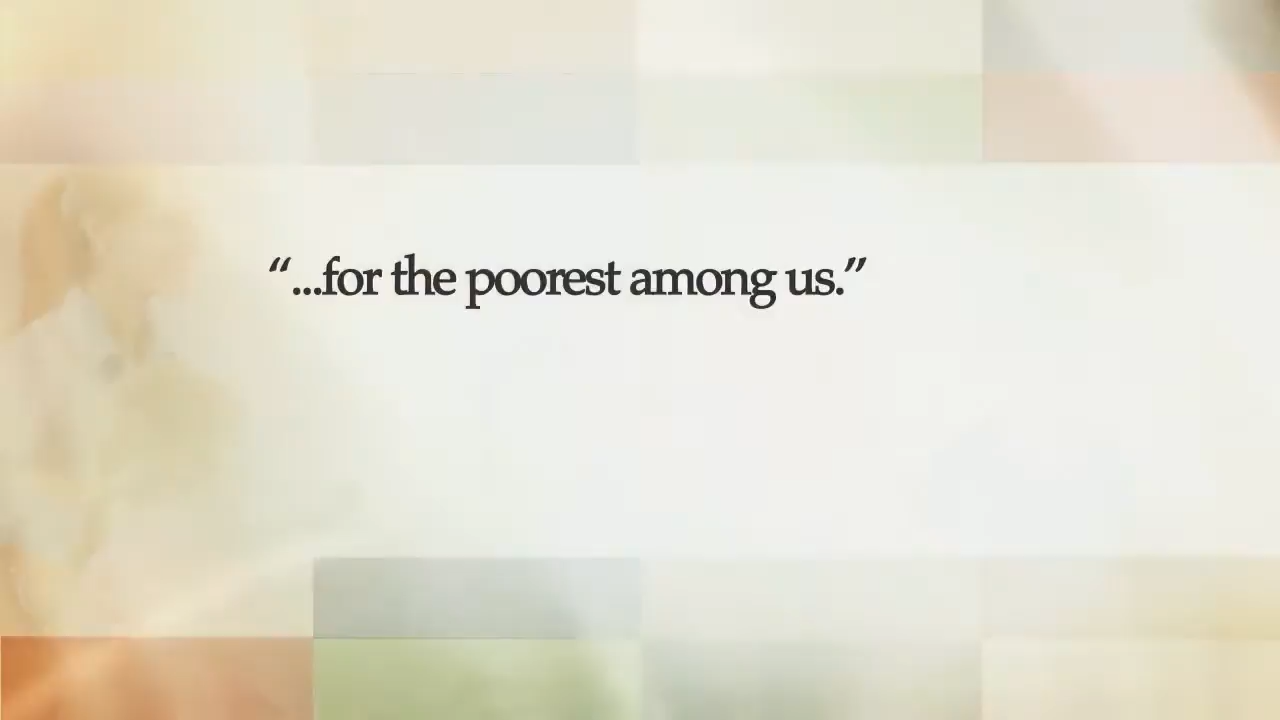 “...for the poorest among us.”